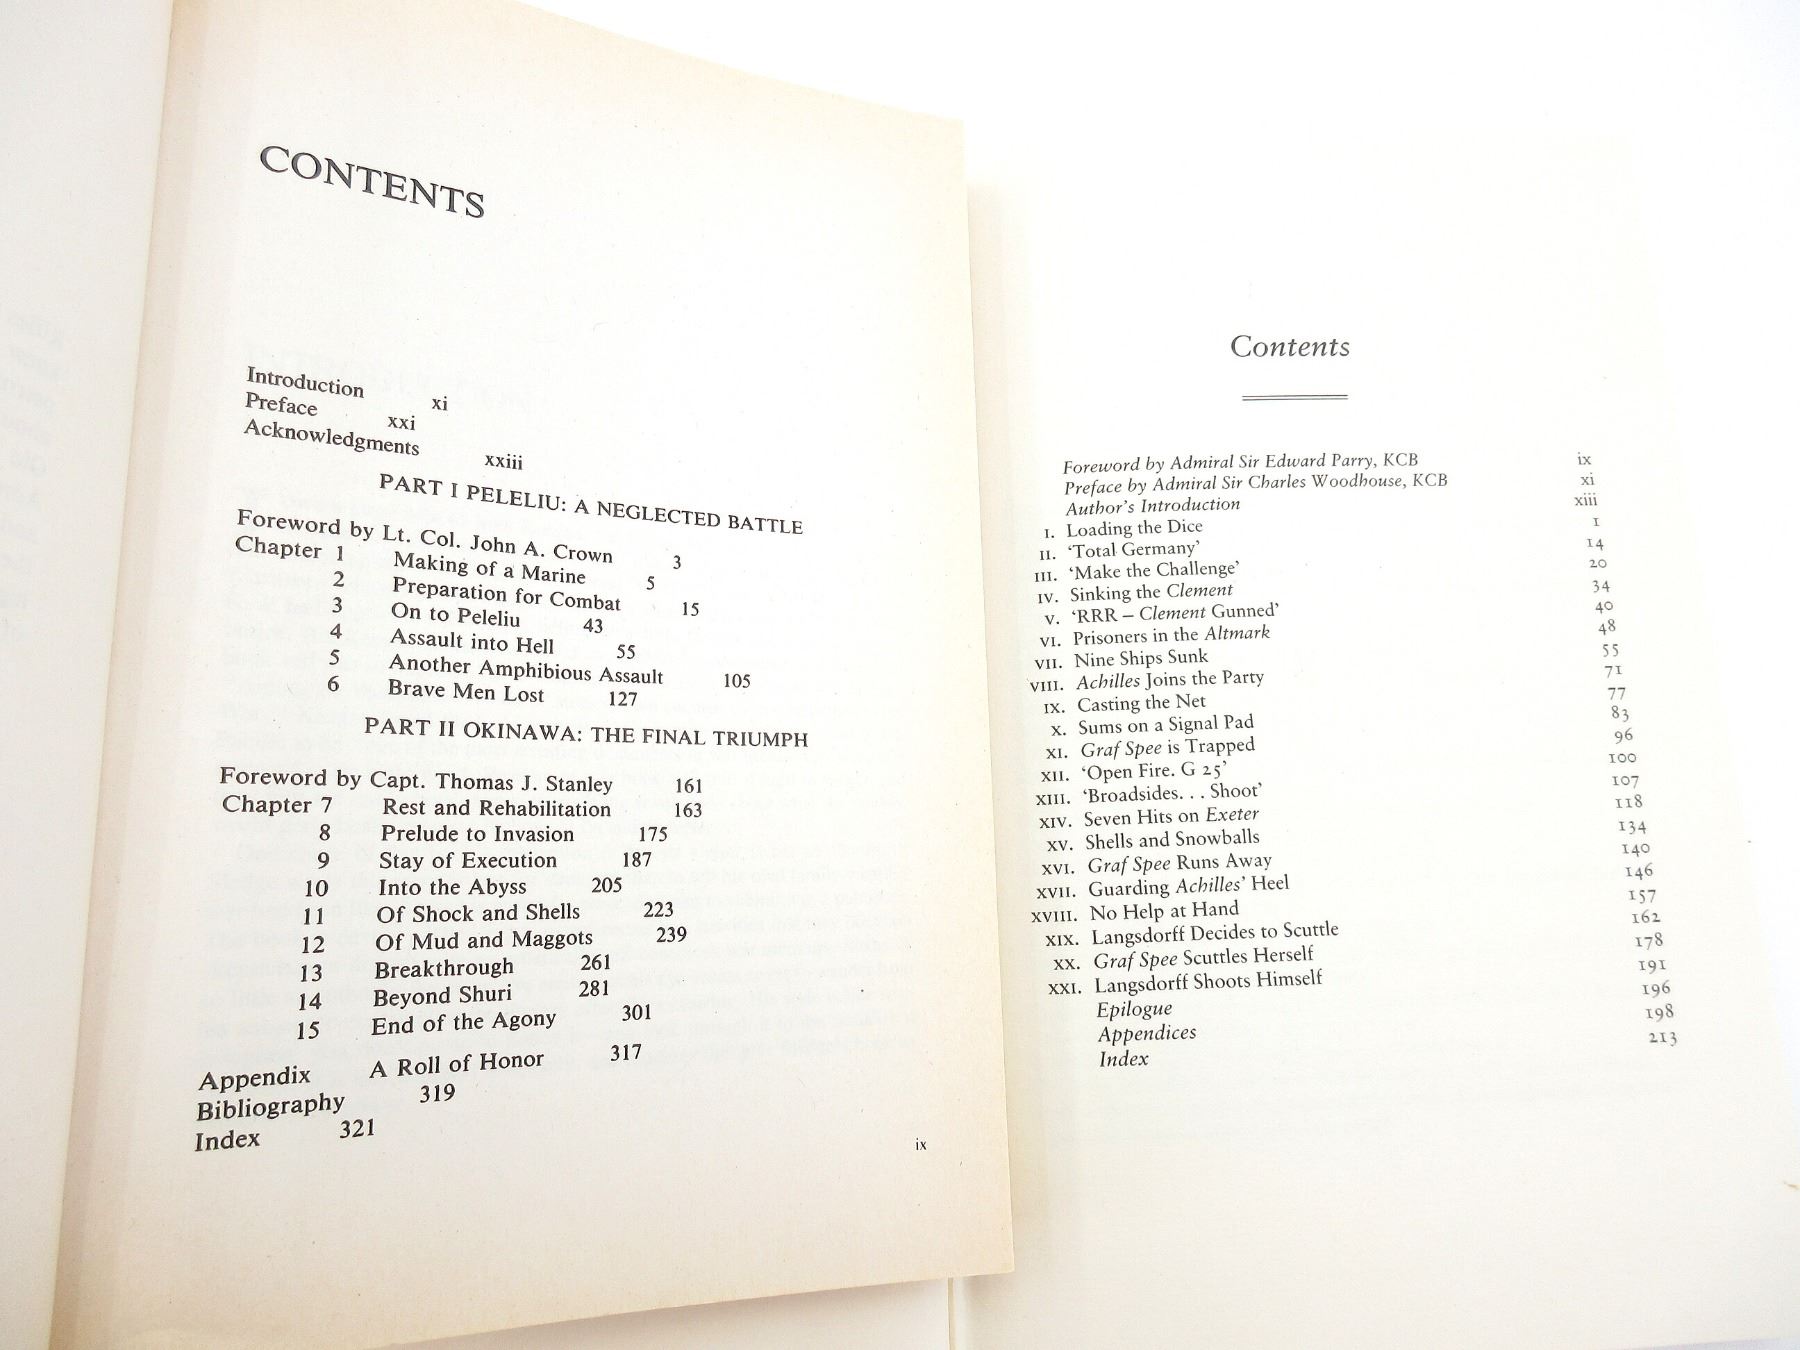 CONTENTS
Introduction xi
Preface xxi
Acknowledgments xxiii
PART I PELELIU: A NEGLECTED BATTLE
Foreword by Lt. Col. John A. Crown 3
Chapter 1 Making of a Marine 5
2 Preparation for Combat 15
3 On to Peleliu 43
4 Assault into Hell 55
5 Another Amphibious Assault 105
6 Brave Men Lost 127
PART II OKINAWA: THE FINAL TRIUMPH
Foreword by Capt. Thomas J. Stanley 161
Chapter 7 Rest and Rehabilitation 163
8 Prelude to Invasion 175
9 Stay of Execution 187
10 Into the Abyss 205
11 Of Shock and Shells 223
12 Of Mud and Maggots 239
13 Breakthrough 261
14 Beyond Shuri 281
15 End of the Agony 301
Appendix A Roll of Honor 317
Bibliography 319
Index 321
ix
Contents
Foreword by Admiral Sir Edward Parry, KCB ix
Preface by Admiral Sir Charles Woodhouse, KCB xi
Author's Introduction xiii
I. Loading the Dice 1
II. ‘Total Germany’ 14
III. ‘Make the Challenge’ 20
IV. Sinking the Clement 34
V. ‘RRR – Clement Gunned’ 40
VI. Prisoners in the Altmark 48
VII. Nine Ships Sunk 55
VIII. Achilles Joins the Party 71
IX. Casting the Net 77
X. Sums on a Signal Pad 83
XI. Graf Spee is Trapped 96
XII. ‘Open Fire. G 25’ 100
XIII. ‘Broadsides. . . Shoot’ 107
XIV. Seven Hits on Exeter 118
XV. Shells and Snowballs 134
XVI. Graf Spee Runs Away 140
XVII. Guarding Achilles' Heel 146
XVIII. No Help at Hand 157
XIX. Langsdorff Decides to Scuttle 162
XX. Graf Spee Scuttles Herself 178
XXI. Langsdorff Shoots Himself 191
Epilogue 196
Appendices 198
Index 213